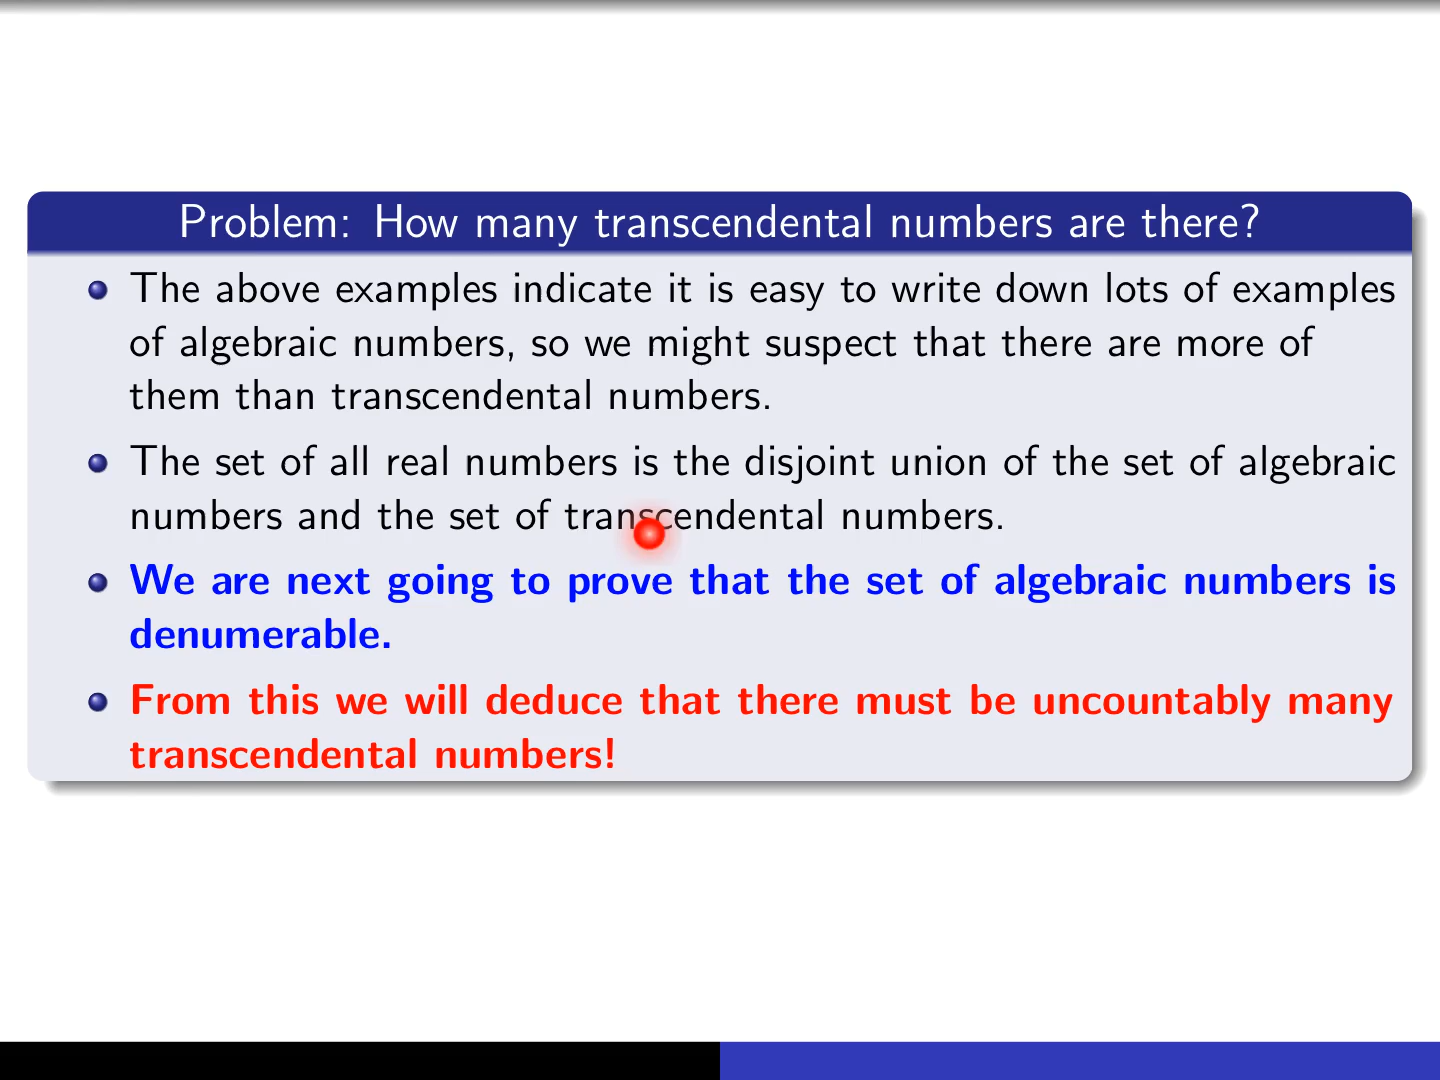 Problem: How many transcendental numbers are there?
The above examples indicate it is easy to write down lots of examples
of algebraic numbers, so we might suspect that there are more of
them than transcendental numbers.
The set of all real numbers is the disjoint union of the set of algebraic
numbers and the set of transcendental numbers.
We are next going to prove that the set of algebraic numbers is
denumerable.
From this we will deduce that there must be uncountably many
transcendental numbers!